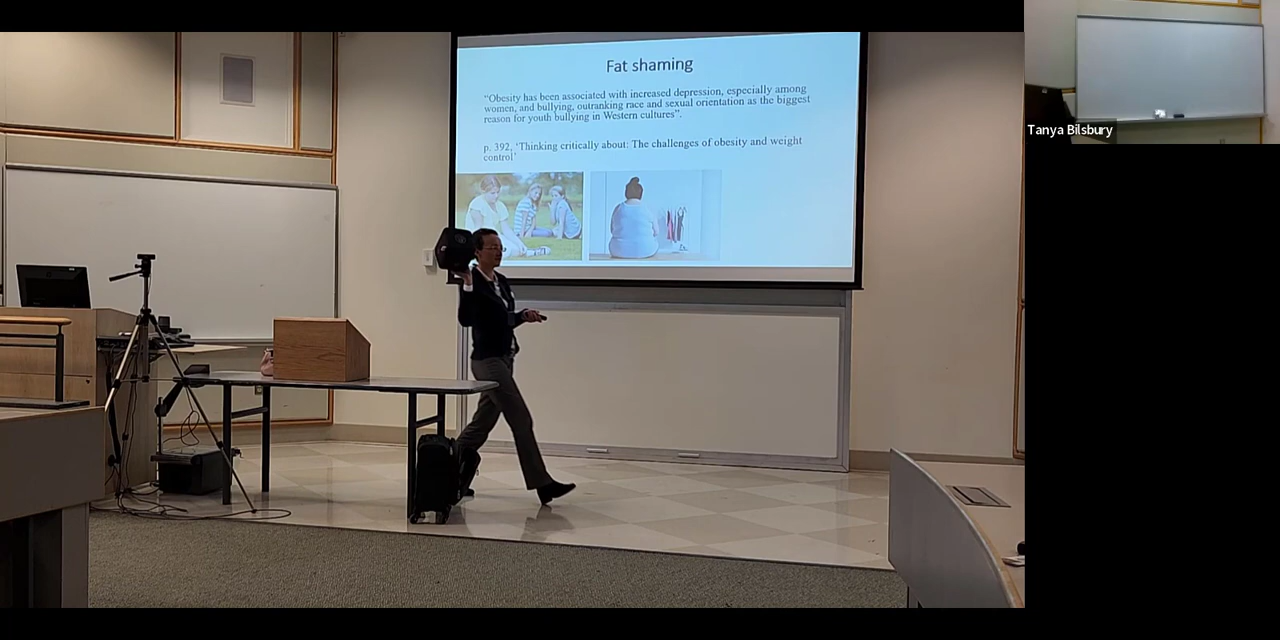 Fat shaming
“Obesity has been associated with increased depression, especially among
women, and bullying, outranking race and sexual orientation as the biggest
reason for youth bullying in Western cultures”.
p. 392, ‘Thinking critically about: The challenges of obesity and weight
control’
Tanya Bilsbury